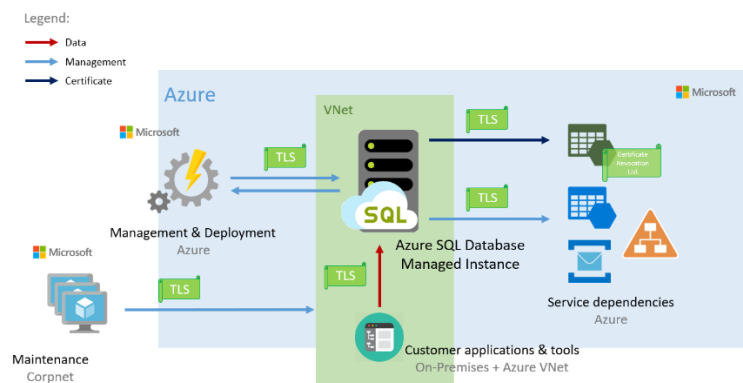 Legend:
Data
Management
Certificate
Azure
Microsoft
VNet
Microsoft
TLS
TLS
Certificate
Revocation
List
TLS
SQL
Management & Deployment
Azure
Azure SQL Database
Managed Instance
Microsoft
TLS
TLS
Service dependencies
Azure
Maintenance
Corpnet
Customer applications & tools
On-Premises + Azure VNet